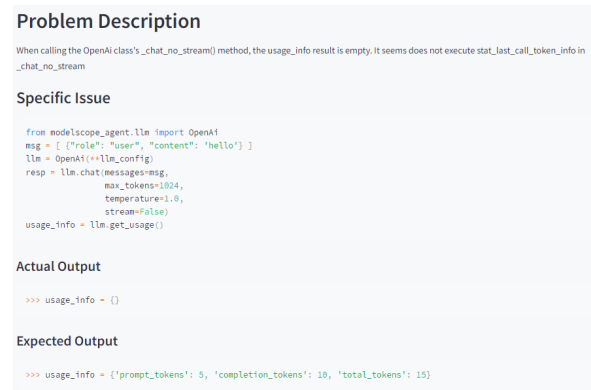 Problem Description
When calling the OpenAi class's _chat_no_stream() method, the usage_info result is empty. It seems does not execute stat_last_call_token_info in
_chat_no_stream
Specific Issue
from modelscope_agent.llm import OpenAi
msg = [ {"role": "user", "content": 'hello'} ]
llm = OpenAi(**llm_config)
resp = llm.chat(messages=msg,
max_tokens=1024,
temperature=1.0,
stream=False)
usage_info = llm.get_usage()
Actual Output
>>> usage_info = {}
Expected Output
>>> usage_info = {'prompt_tokens': 5, 'completion_tokens': 10, 'total_tokens': 15}